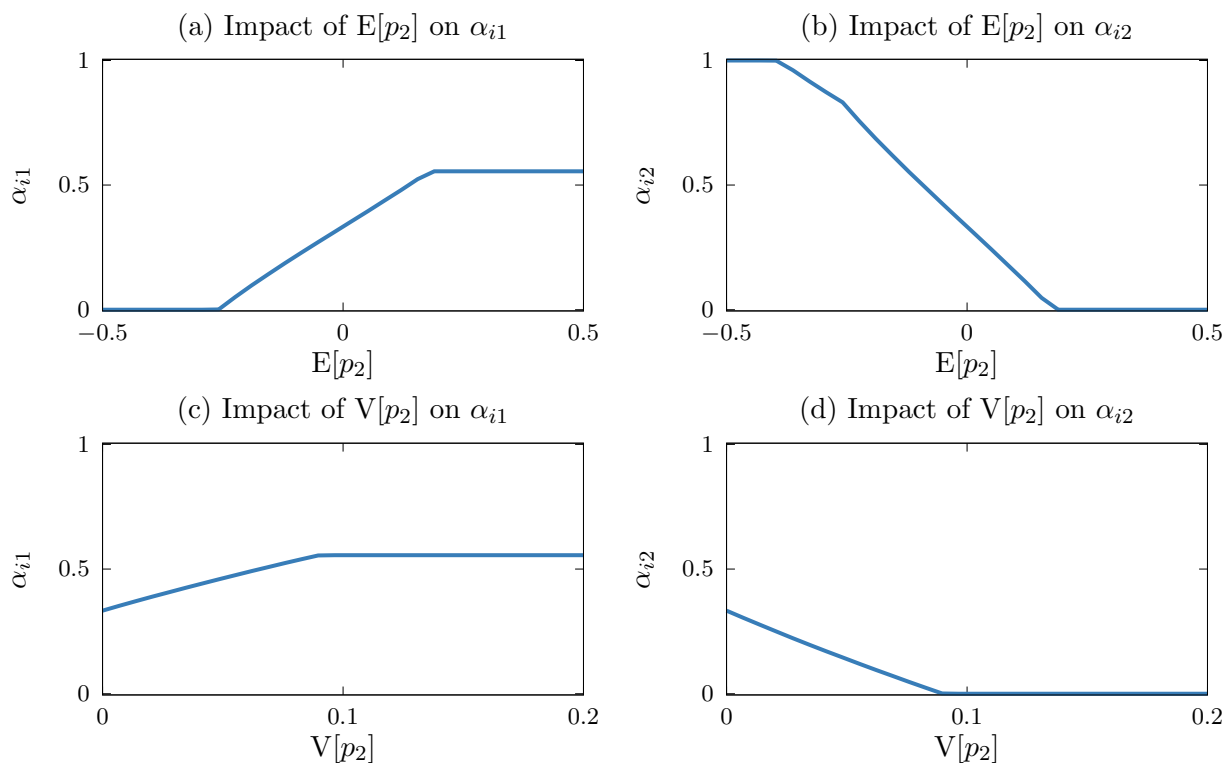 (a) Impact of E[p₂] on αᵢ₁
1
0.5
0
αᵢ₁
−0.5
0
0.5
E[p₂]
(b) Impact of E[p₂] on αᵢ₂
1
0.5
0
αᵢ₂
−0.5
0
0.5
E[p₂]
(c) Impact of V[p₂] on αᵢ₁
1
0.5
0
αᵢ₁
0
0.1
0.2
V[p₂]
(d) Impact of V[p₂] on αᵢ₂
1
0.5
0
αᵢ₂
0
0.1
0.2
V[p₂]